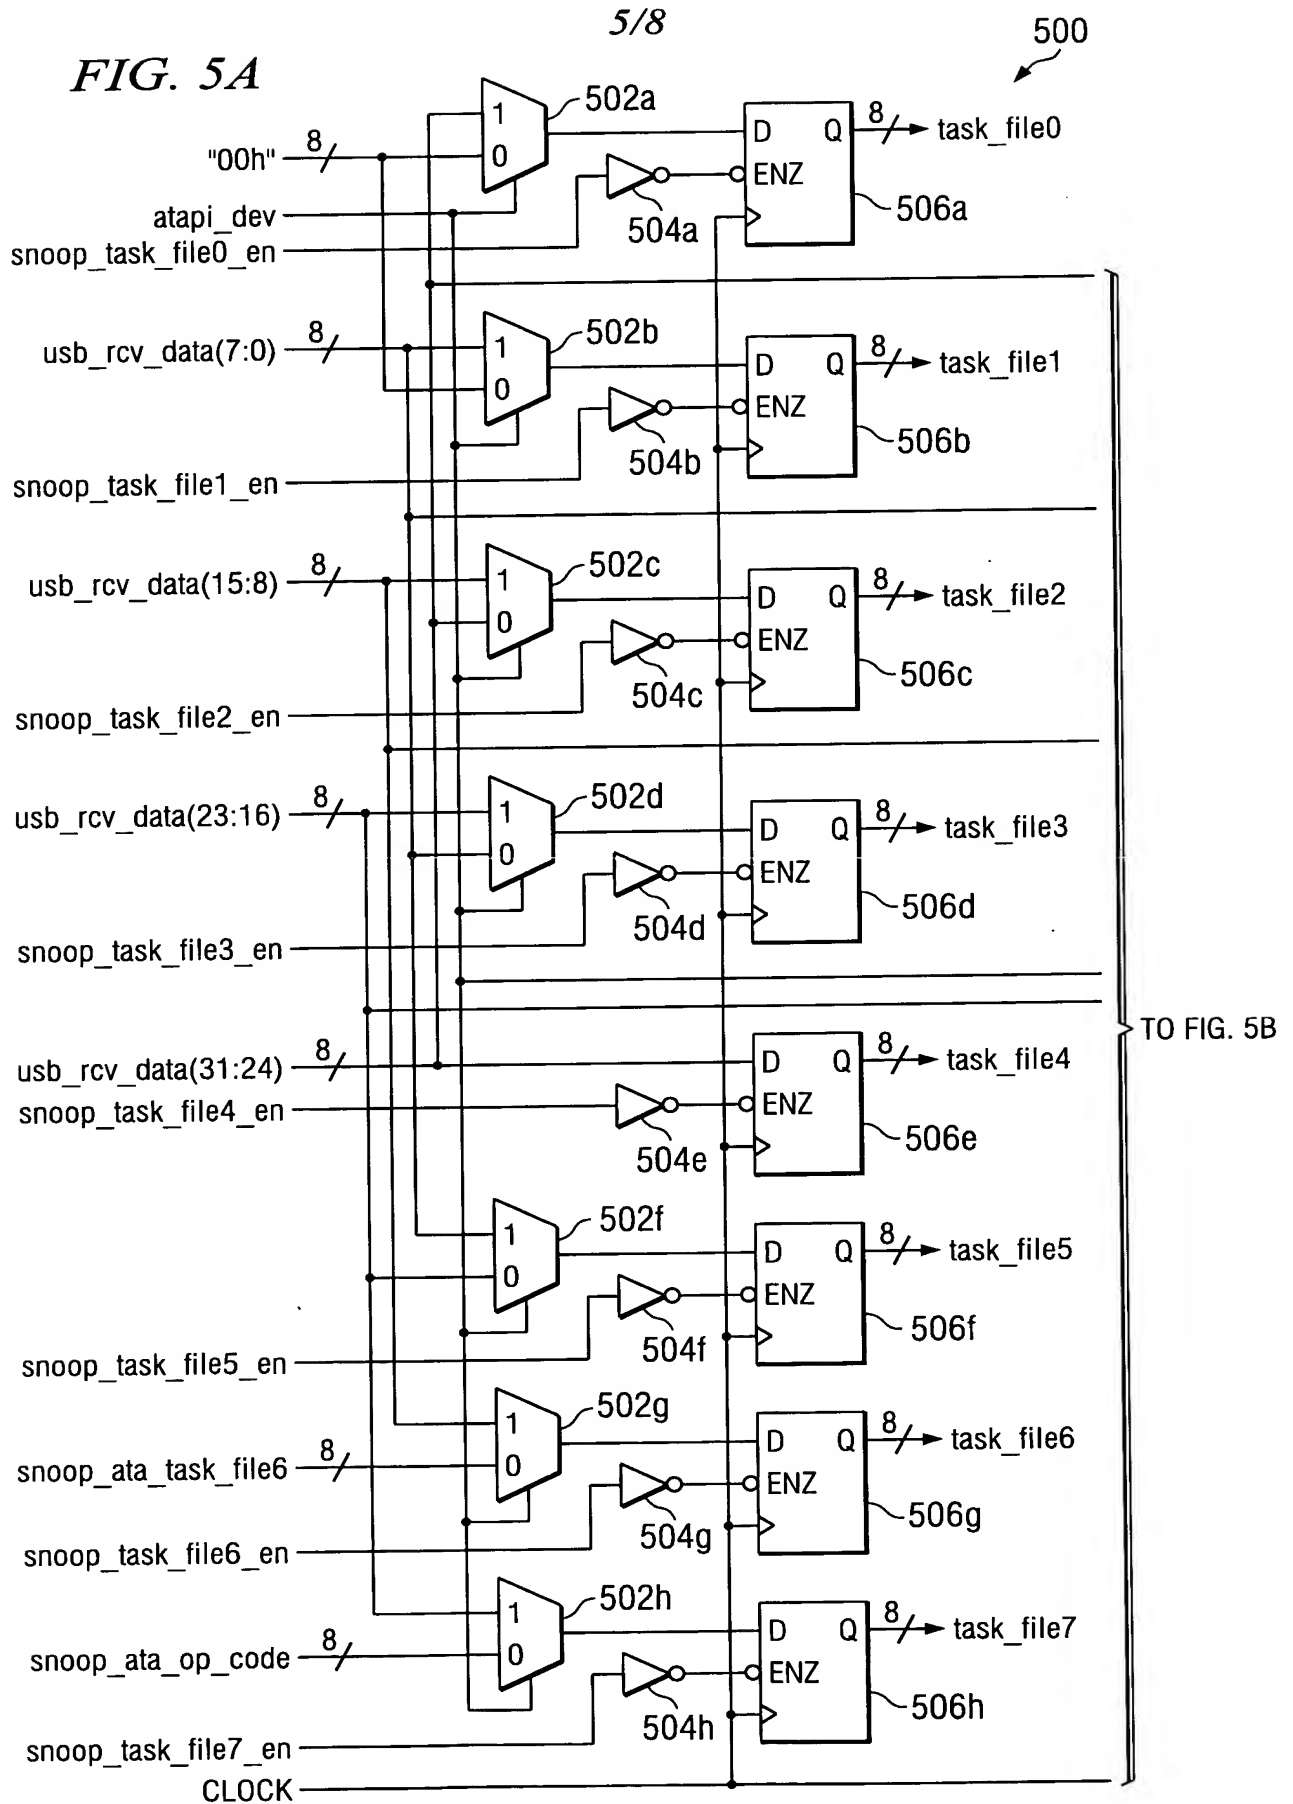 5/8
500
FIG. 5A
502a
1
8
"00h"
0
D
Q
8
task_file0
ENZ
atapi_dev
504a
506a
snoop_task_file0_en
502b
usb_rcv_data(7:0)
8
1
0
D
Q
8
task_file1
ENZ
504b
506b
snoop_task_file1_en
502c
usb_rcv_data(15:8)
8
1
0
D
Q
8
task_file2
ENZ
504c
506c
snoop_task_file2_en
502d
usb_rcv_data(23:16)
8
1
0
D
Q
8
task_file3
ENZ
504d
506d
snoop_task_file3_en
TO FIG. 5B
usb_rcv_data(31:24)
8
D
Q
8
task_file4
snoop_task_file4_en
ENZ
504e
506e
502f
1
0
D
Q
8
task_file5
ENZ
504f
506f
snoop_task_file5_en
502g
1
snoop_ata_task_file6
8
0
D
Q
8
task_file6
ENZ
504g
506g
snoop_task_file6_en
502h
1
snoop_ata_op_code
8
0
D
Q
8
task_file7
ENZ
504h
506h
snoop_task_file7_en
CLOCK